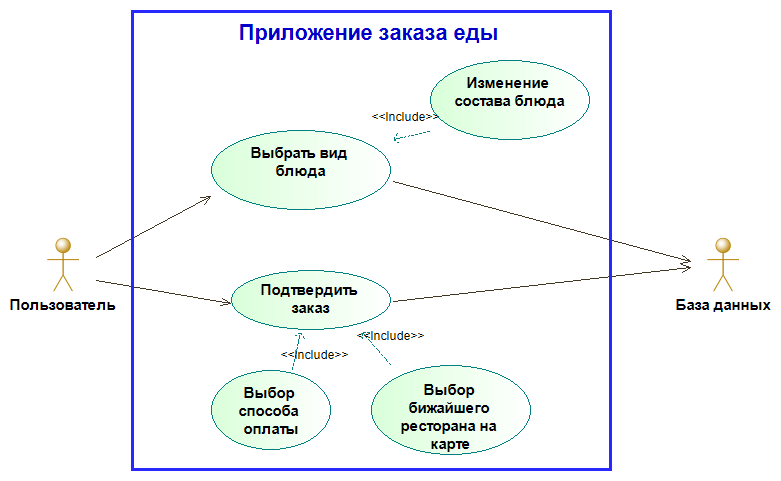 Приложение заказа еды
Изменение
состава блюда
<<Include>>
Выбрать вид
блюда
Пользователь
База данных
Подтвердить
заказ
<<Include>>
<<Include>>
Выбор
способа
оплаты
Выбор
бижайшего
ресторана на
карте